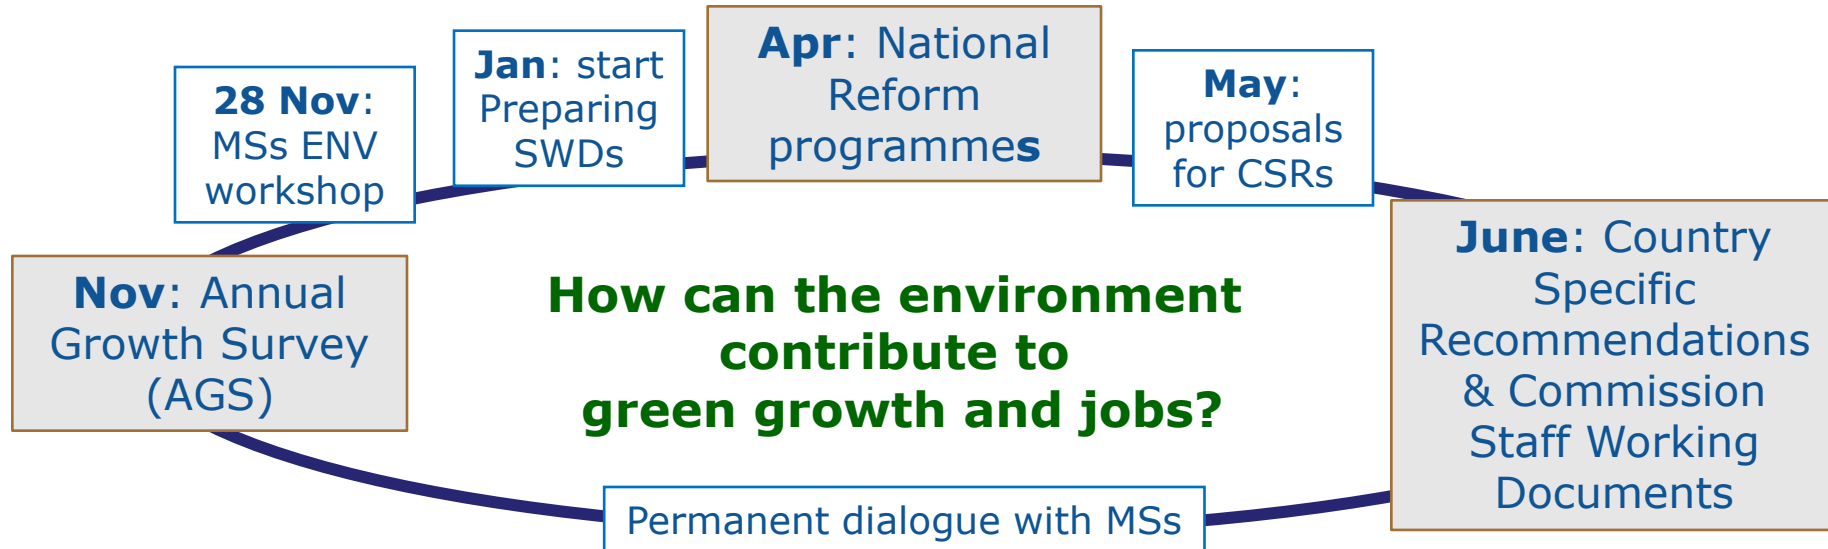 28 Nov:
MSs ENV
workshop
Jan: start
Preparing
SWDs
Apr: National
Reform
programmes
May:
proposals
for CSRs
Nov: Annual
Growth Survey
(AGS)
How can the environment
contribute to
green growth and jobs?
June: Country
Specific
Recommendations
& Commission
Staff Working
Documents
Permanent dialogue with MSs